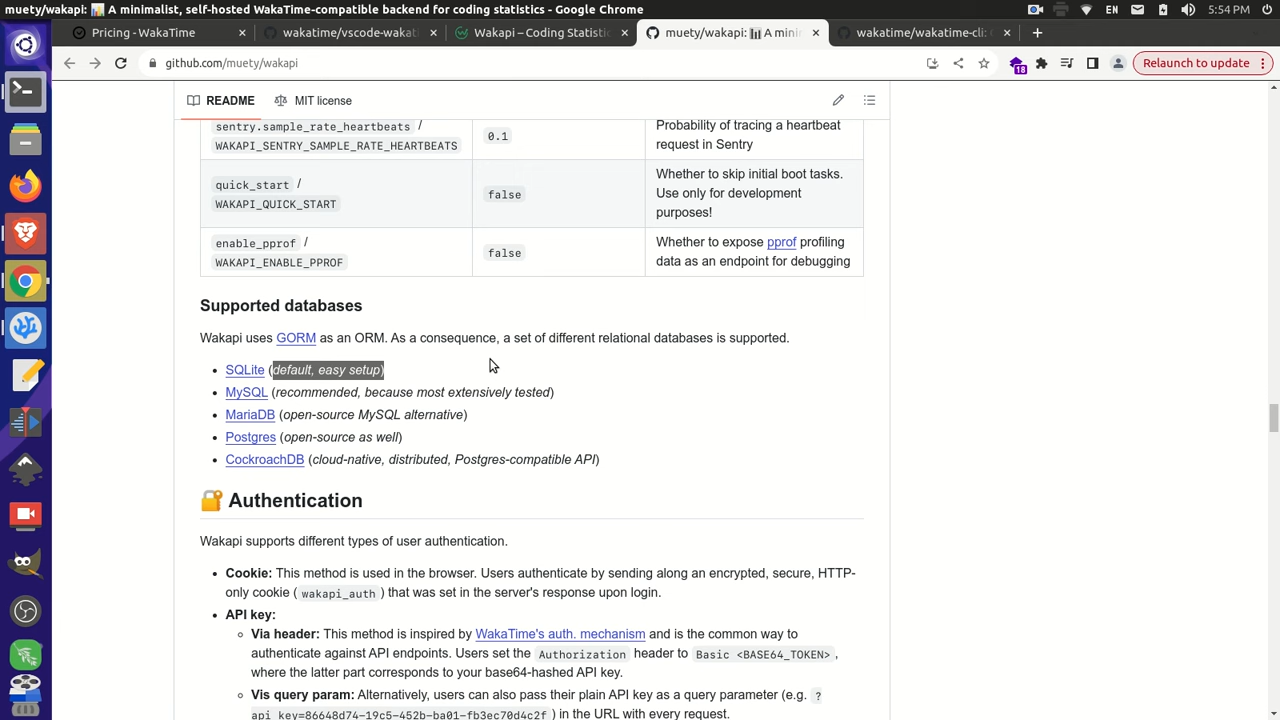 muety/wakapi: 📊 A minimalist, self-hosted WakaTime-compatible backend for coding statistics - Google Chrome
EN
5:54 PM
Pricing - WakaTime
wakatime/vscode-wakati
Wakapi – Coding Statistic
muety/wakapi: 📊 A mini
wakatime/wakatime-cli: C
github.com/muety/wakapi
18
Relaunch to update
README
MIT license
sentry.sample_rate_heartbeats /
WAKAPI_SENTRY_SAMPLE_RATE_HEARTBEATS
0.1
Probability of tracing a heartbeat
request in Sentry
quick_start /
WAKAPI_QUICK_START
false
Whether to skip initial boot tasks.
Use only for development
purposes!
enable_pprof /
WAKAPI_ENABLE_PPROF
false
Whether to expose pprof profiling
data as an endpoint for debugging
Supported databases
Wakapi uses GORM as an ORM. As a consequence, a set of different relational databases is supported.
• SQLite (default, easy setup)
• MySQL (recommended, because most extensively tested)
• MariaDB (open-source MySQL alternative)
• Postgres (open-source as well)
• CockroachDB (cloud-native, distributed, Postgres-compatible API)
🔐 Authentication
Wakapi supports different types of user authentication.
• Cookie: This method is used in the browser. Users authenticate by sending along an encrypted, secure, HTTP-
only cookie ( wakapi_auth ) that was set in the server's response upon login.
• API key:
◦ Via header: This method is inspired by WakaTime's auth. mechanism and is the common way to
authenticate against API endpoints. Users set the Authorization header to Basic <BASE64_TOKEN> ,
where the latter part corresponds to your base64-hashed API key.
◦ Vis query param: Alternatively, users can also pass their plain API key as a query parameter (e.g. ?
api_key=86648d74-19c5-452b-ba01-fb3ec70d4c2f ) in the URL with every request.